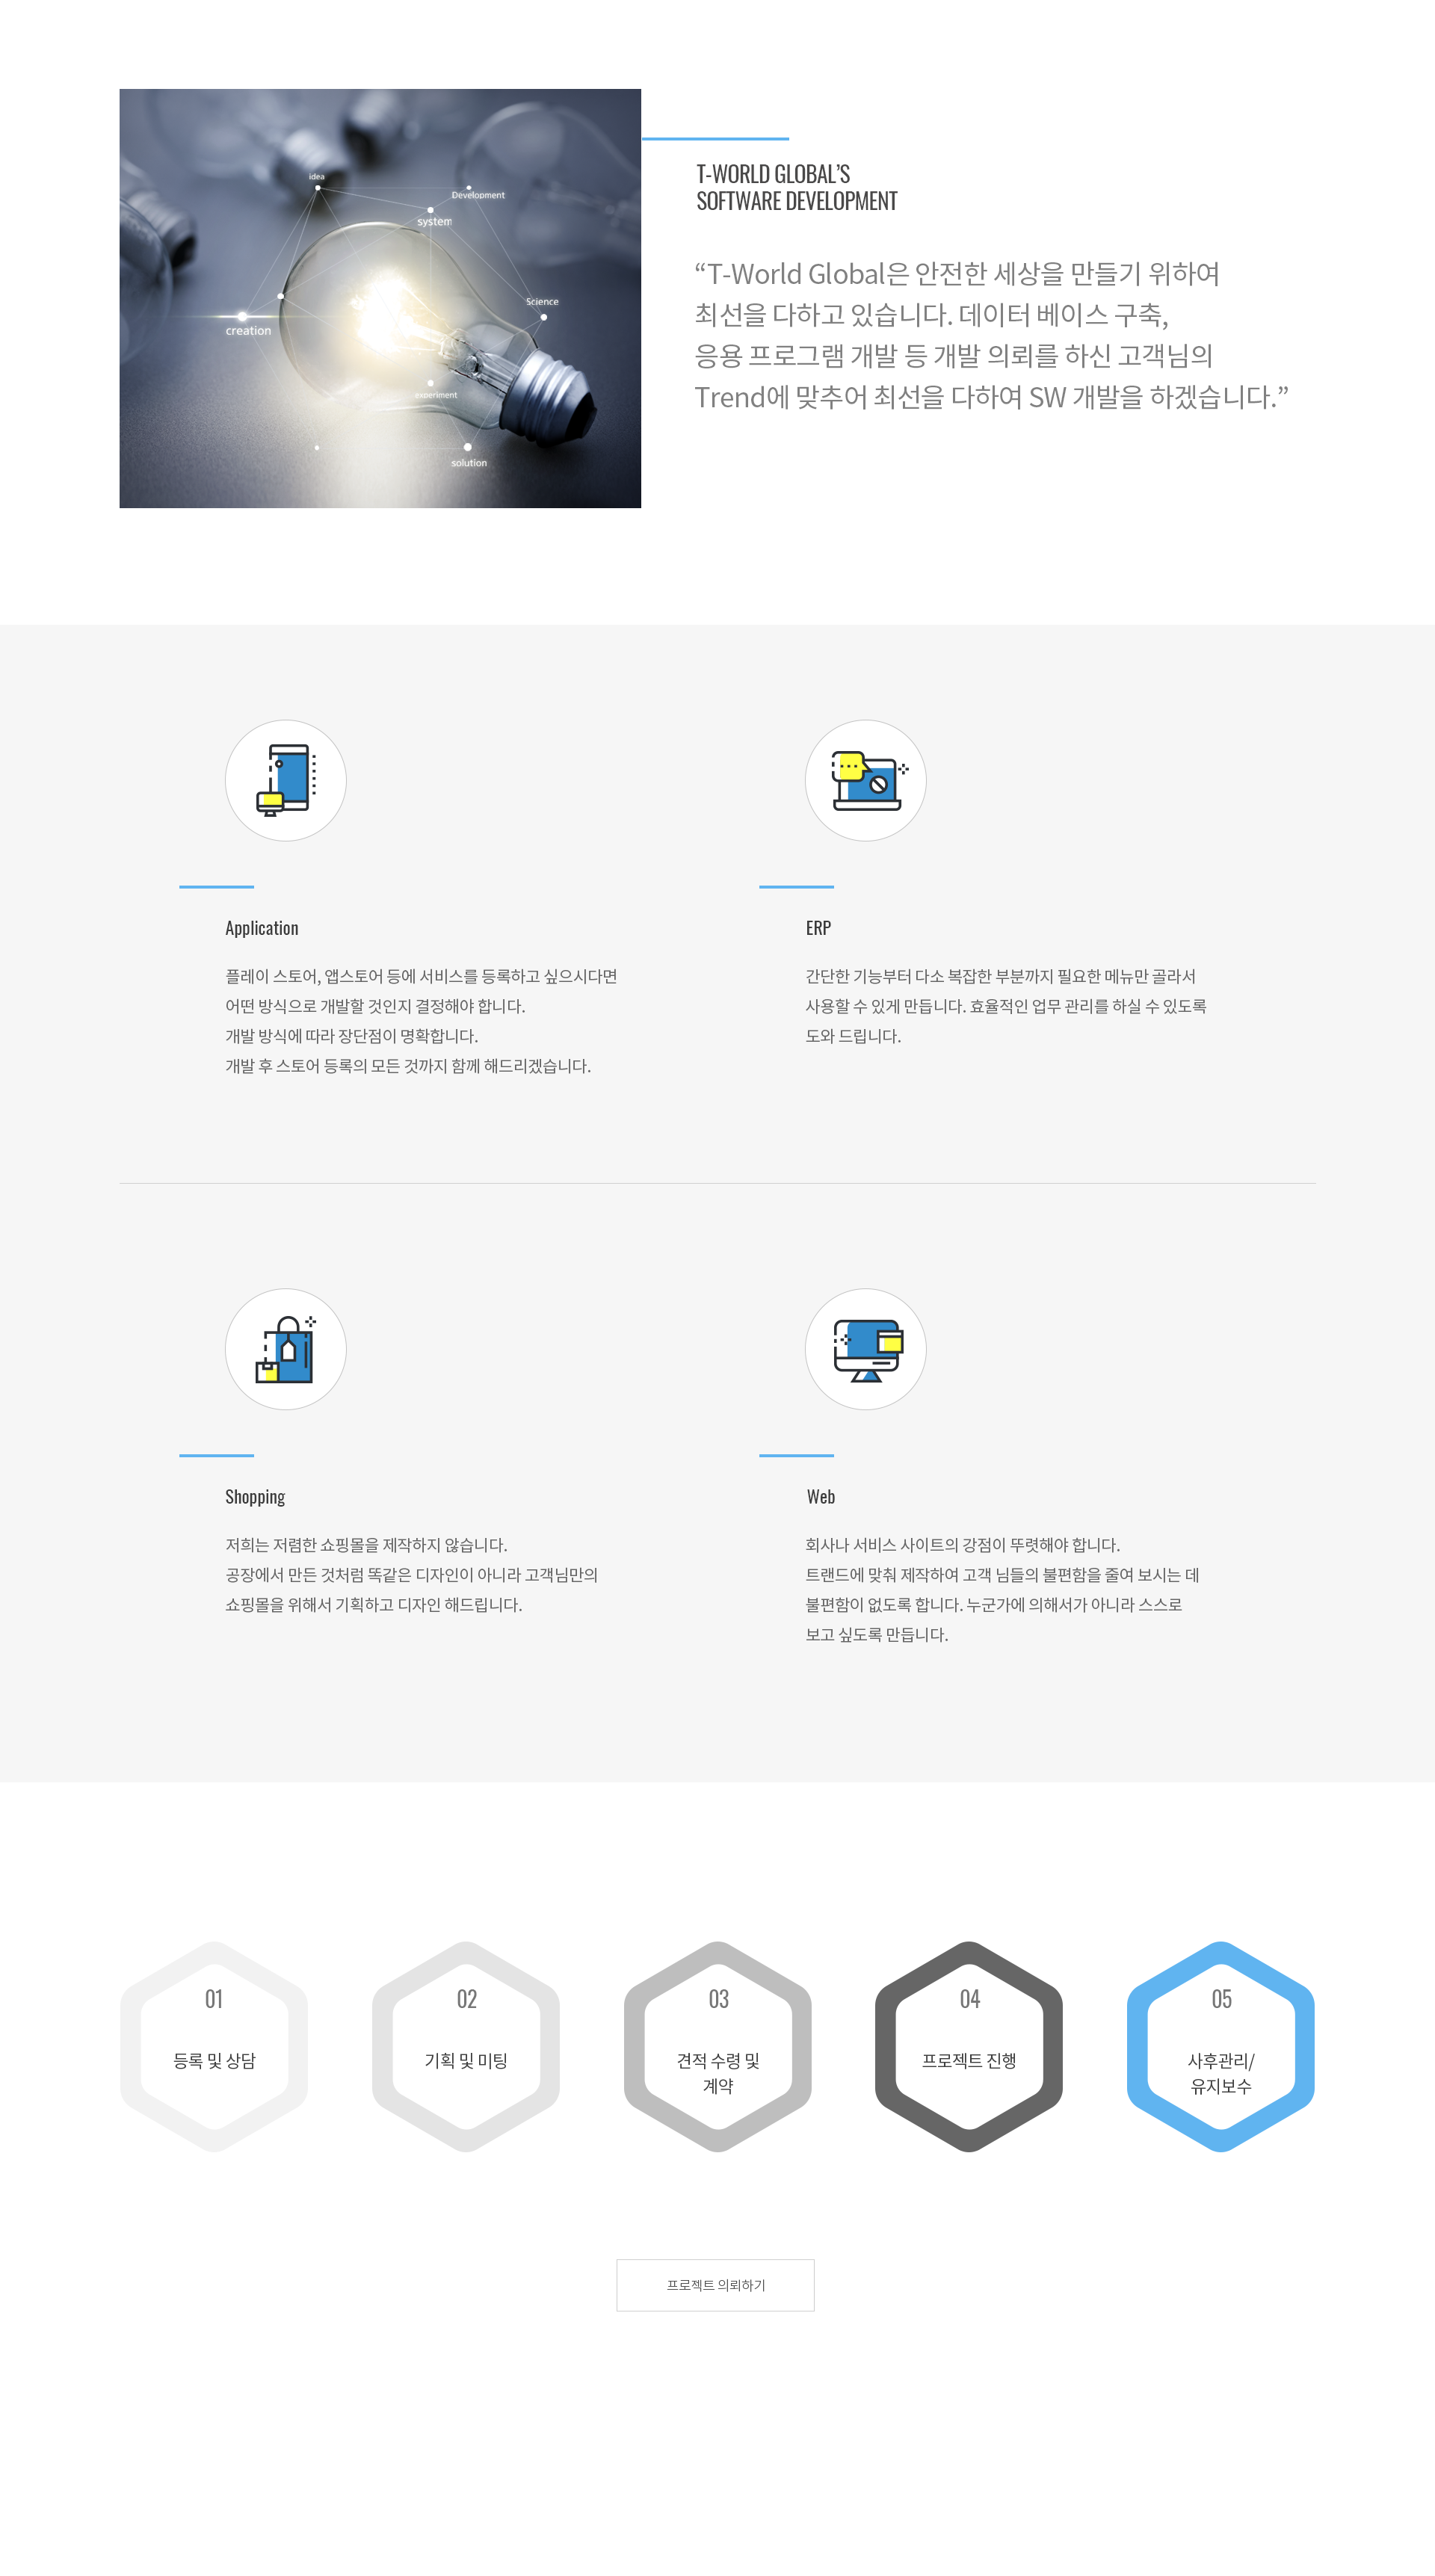 idea
Development
system
Science
creation
experiment
solution
T-WORLD GLOBAL’S
SOFTWARE DEVELOPMENT
“T-World Global은 안전한 세상을 만들기 위하여
최선을 다하고 있습니다. 데이터 베이스 구축,
응용 프로그램 개발 등 개발 의뢰를 하신 고객님의
Trend에 맞추어 최선을 다하여 SW 개발을 하겠습니다.”
Application
플레이 스토어, 앱스토어 등에 서비스를 등록하고 싶으시다면
어떤 방식으로 개발할 것인지 결정해야 합니다.
개발 방식에 따라 장단점이 명확합니다.
개발 후 스토어 등록의 모든 것까지 함께 해드리겠습니다.
ERP
간단한 기능부터 다소 복잡한 부분까지 필요한 메뉴만 골라서
사용할 수 있게 만듭니다. 효율적인 업무 관리를 하실 수 있도록
도와 드립니다.
Shopping
저희는 저렴한 쇼핑몰을 제작하지 않습니다.
공장에서 만든 것처럼 똑같은 디자인이 아니라 고객님만의
쇼핑몰을 위해서 기획하고 디자인 해드립니다.
Web
회사나 서비스 사이트의 강점이 뚜렷해야 합니다.
트랜드에 맞춰 제작하여 고객 님들의 불편함을 줄여 보시는 데
불편함이 없도록 합니다. 누군가에 의해서가 아니라 스스로
보고 싶도록 만듭니다.
01
등록 및 상담
02
기획 및 미팅
03
견적 수령 및
계약
04
프로젝트 진행
05
사후관리/
유지보수
프로젝트 의뢰하기